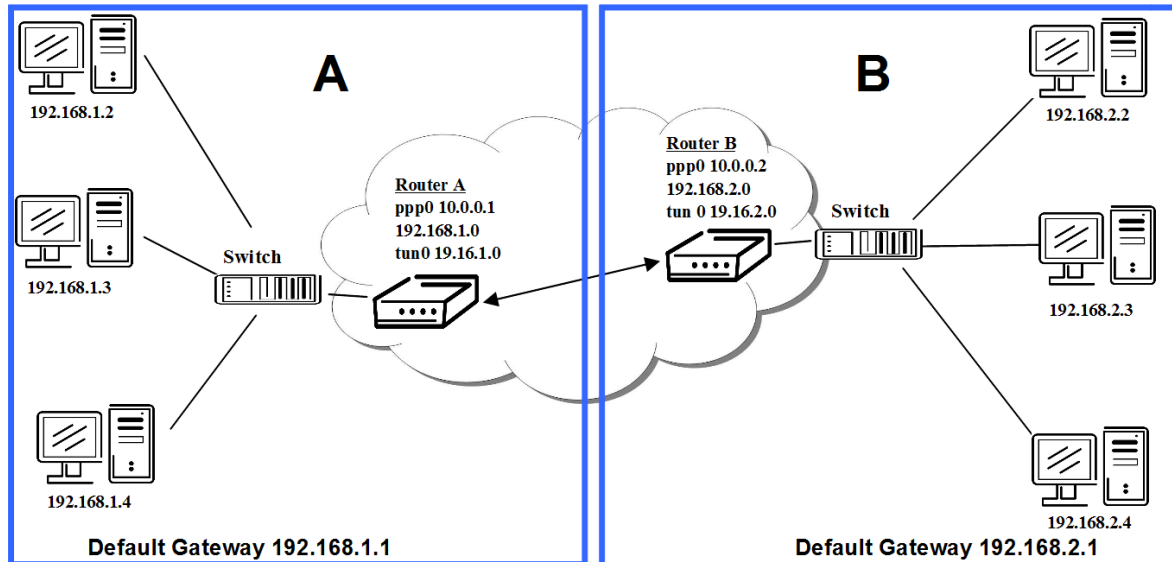 A
192.168.1.2
192.168.1.3
192.168.1.4
Switch
Router A
ppp0 10.0.0.1
192.168.1.0
tun0 19.16.1.0
Default Gateway 192.168.1.1
B
Router B
ppp0 10.0.0.2
192.168.2.0
tun 0 19.16.2.0
Switch
192.168.2.2
192.168.2.3
192.168.2.4
Default Gateway 192.168.2.1